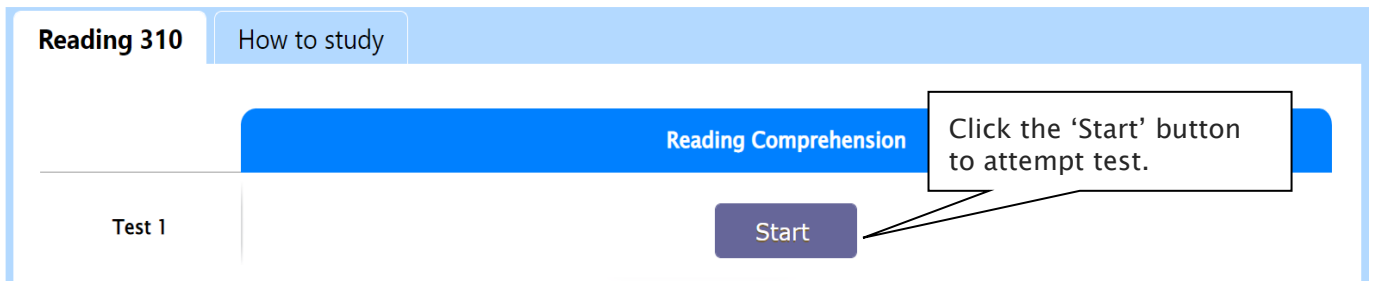 Reading 310
How to study
Reading Comprehension
Click the ‘Start’ button
to attempt test.
Test 1
Start